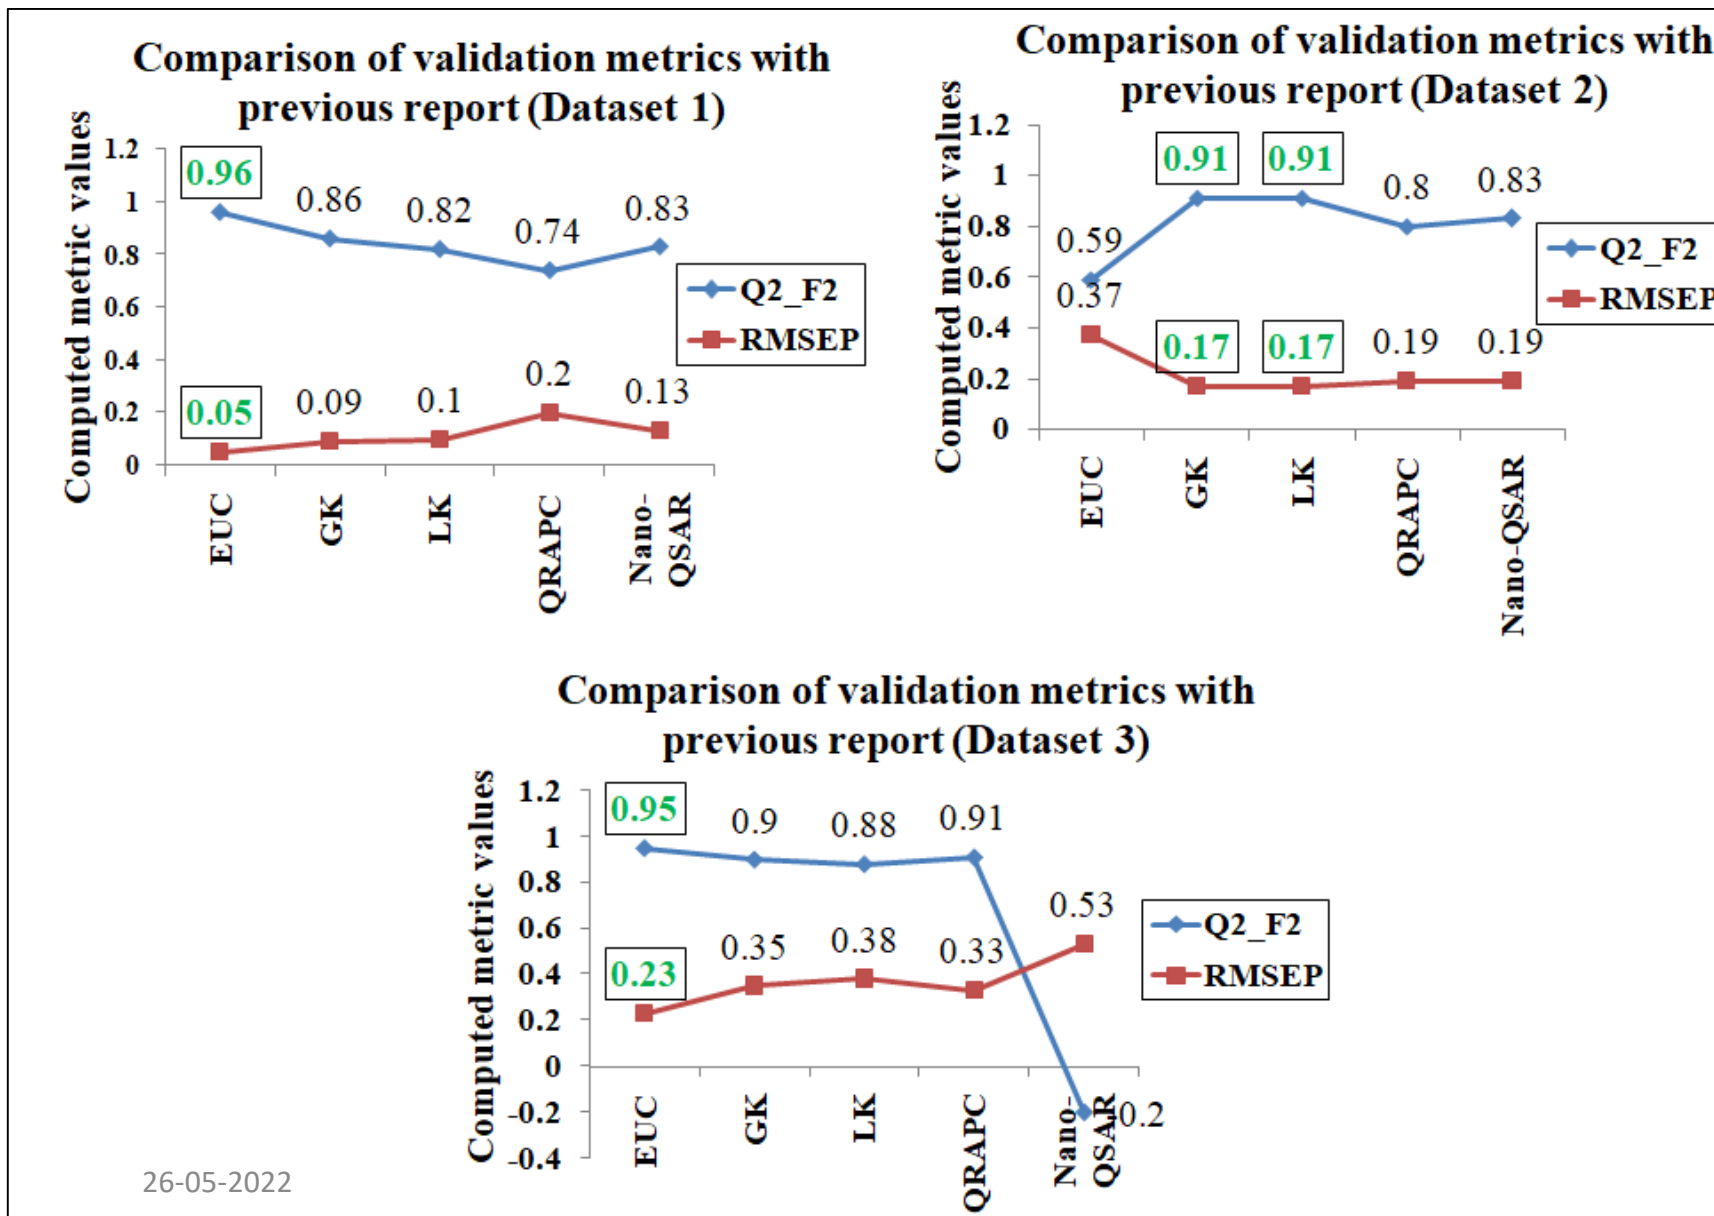 Comparison of validation metrics with
previous report (Dataset 1)
Computed metric values
1.2
1
0.8
0.6
0.4
0.2
0
0.96
0.86
0.82
0.74
0.83
0.05
0.09
0.1
0.2
0.13
EUC
GK
LK
QRAPC
Nano-
QSAR
Q2_F2
RMSEP
Comparison of validation metrics with
previous report (Dataset 2)
Computed metric values
1.2
1
0.8
0.6
0.4
0.2
0
0.59
0.91
0.91
0.8
0.83
0.37
0.17
0.17
0.19
0.19
EUC
GK
LK
QRAPC
Nano-QSAR
Q2_F2
RMSEP
Comparison of validation metrics with
previous report (Dataset 3)
Computed metric values
1.2
1
0.8
0.6
0.4
0.2
0
-0.2
-0.4
0.95
0.9
0.88
0.91
-0.2
0.23
0.35
0.38
0.33
0.53
EUC
GK
LK
QRAPC
Nano-
QSAR
Q2_F2
RMSEP
26-05-2022